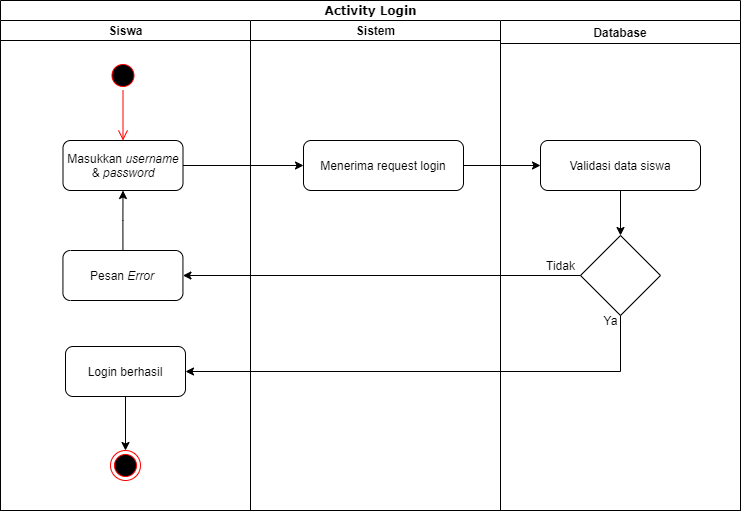 Activity Login
Siswa
Sistem
Database
Masukkan username
& password
Menerima request login
Validasi data siswa
Pesan Error
Tidak
Ya
Login berhasil